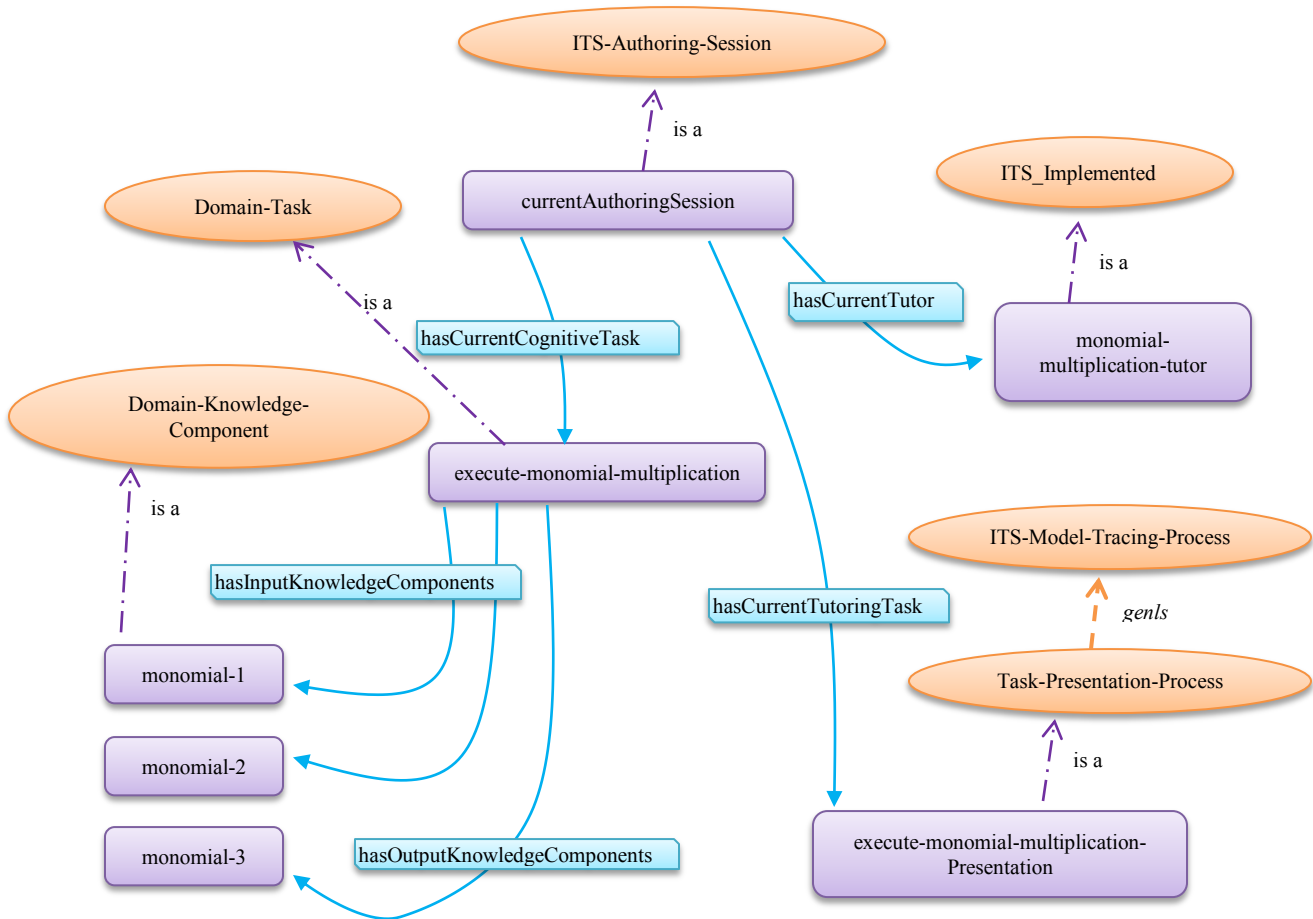 ITS-Authoring-Session
is a
ITS_Implemented
Domain-Task
currentAuthoringSession
is a
is a
hasCurrentTutor
hasCurrentCognitiveTask
monomial-
multiplication-tutor
Domain-Knowledge-
Component
execute-monomial-multiplication
is a
ITS-Model-Tracing-Process
hasInputKnowledgeComponents
hasCurrentTutoringTask
genls
monomial-1
Task-Presentation-Process
monomial-2
is a
monomial-3
hasOutputKnowledgeComponents
execute-monomial-multiplication-
Presentation